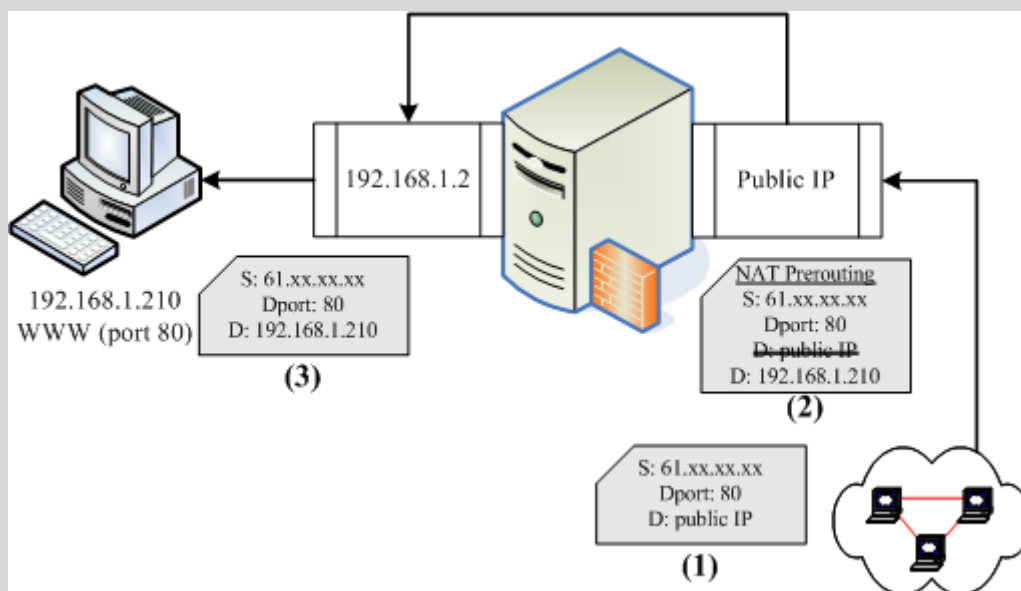 192.168.1.2
Public IP
192.168.1.210
WWW (port 80)
S: 61.xx.xx.xx
Dport: 80
D: 192.168.1.210
(3)
NAT Prerouting
S: 61.xx.xx.xx
Dport: 80
D: public IP
D: 192.168.1.210
(2)
S: 61.xx.xx.xx
Dport: 80
D: public IP
(1)